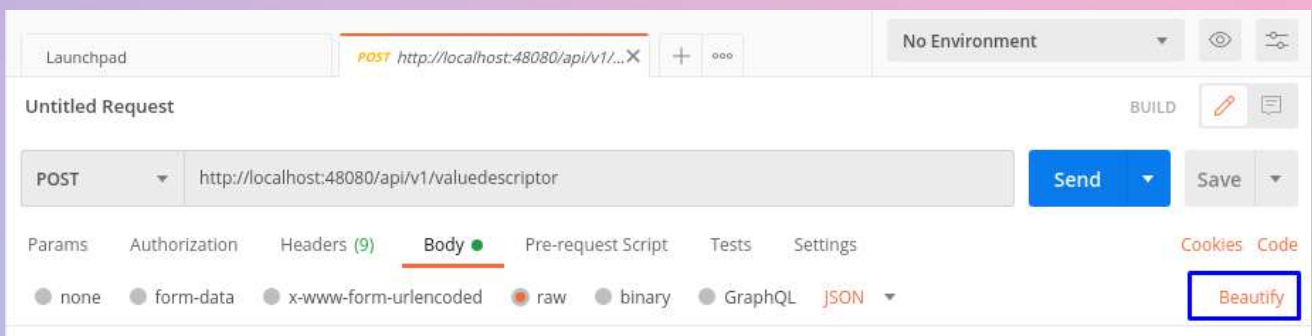 Launchpad
POST http://localhost:48080/api/v1/...
No Environment
Untitled Request
BUILD
POST
http://localhost:48080/api/v1/valuedescriptor
Send
Save
Params Authorization Headers (9) Body Pre-request Script Tests Settings Cookies Code
none form-data x-www-form-urlencoded raw binary GraphQL JSON Beautify